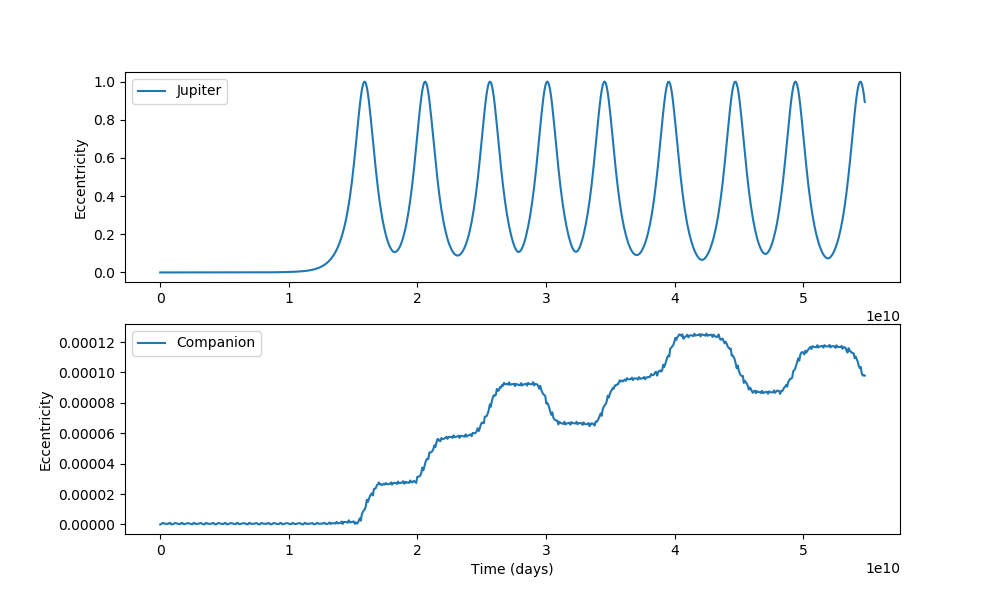 1.0
0.8
0.6
0.4
0.2
0.0
Eccentricity
Jupiter
0 1 2 3 4 5
1e10
0.00012
0.00010
0.00008
0.00006
0.00004
0.00002
0.00000
Eccentricity
Companion
0 1 2 3 4 5
Time (days)
1e10